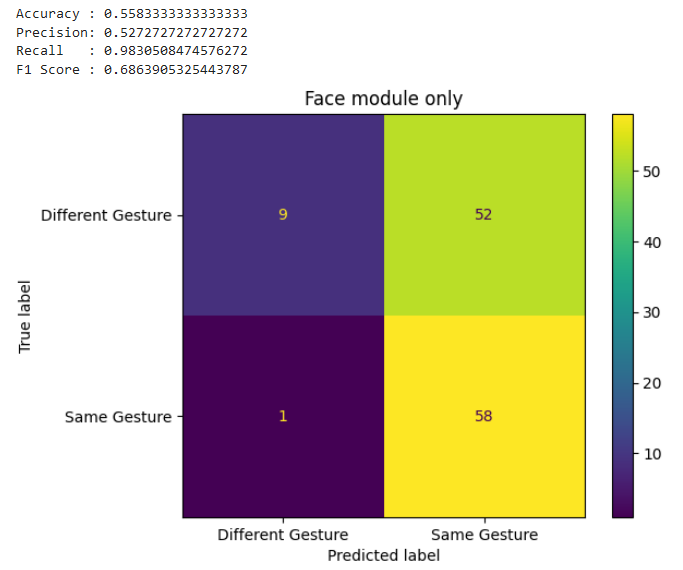 Accuracy : 0.5583333333333333
Precision: 0.5272727272727272
Recall   : 0.9830508474576272
F1 Score : 0.6863905325443787
Face module only
Different Gesture
9
52
Same Gesture
1
58
Different Gesture
Same Gesture
Predicted label
True label
50
40
30
20
10